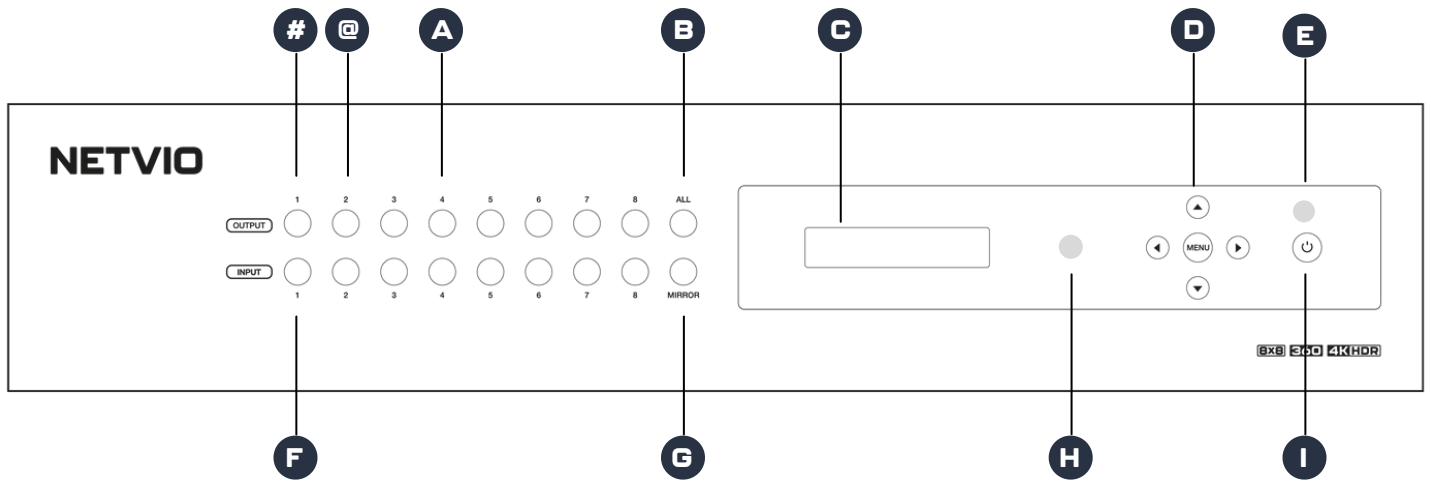 # @ A B C D E
NETVIO
1 2 3 4 5 6 7 8 ALL
OUTPUT
MENU
INPUT
1 2 3 4 5 6 7 8 MIRROR
8X8 360 4K HDR
F G H I